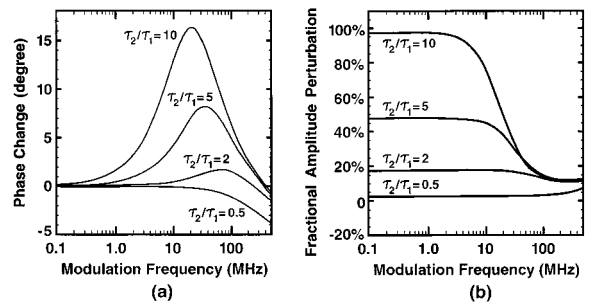 15
10
5
0
-5
Phase Change (degree)
τ₂/τ₁=10
τ₂/τ₁=5
τ₂/τ₁=2
τ₂/τ₁=0.5
0.1 1.0 10 100
Modulation Frequency (MHz)
(a)
100%
80%
60%
40%
20%
0
-20%
Fractional Amplitude Perturbation
τ₂/τ₁=10
τ₂/τ₁=5
τ₂/τ₁=2
τ₂/τ₁=0.5
0.1 1.0 10 100
Modulation Frequency (MHz)
(b)